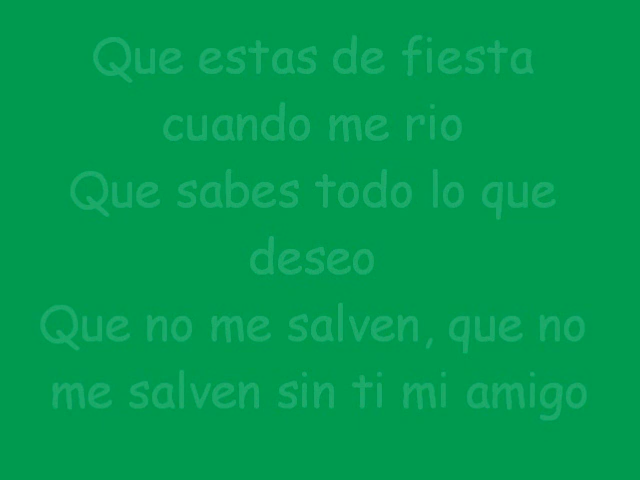 Que estas de fiesta
cuando me rio
Que sabes todo lo que
deseo
Que no me salven, que no
me salven sin ti mi amigo